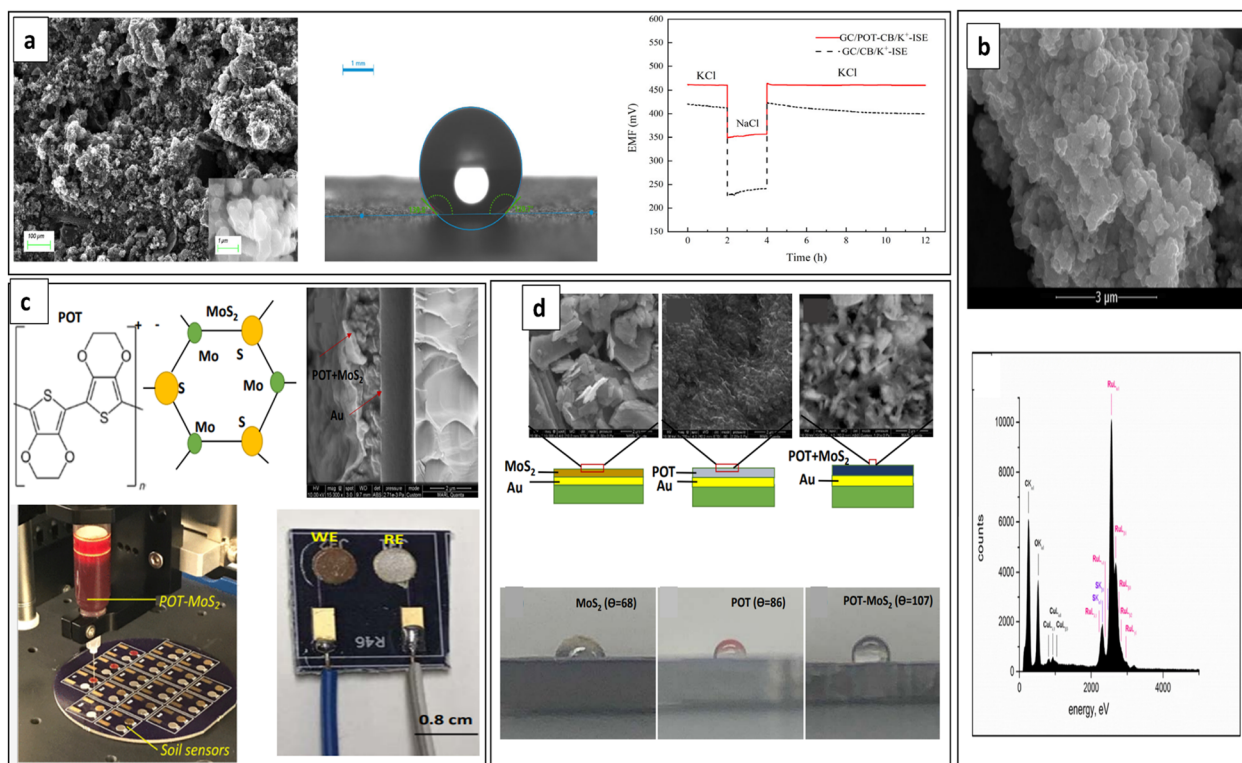 a
100 μm
1μm
1 mm
GC/POT-CB/K⁺-ISE
GC/CB/K⁺-ISE
KCl
KCl
NaCl
EMF (mV)
600
550
500
450
400
350
300
250
200
150
0
2
4
6
8
10
12
Time (h)
b
3 μm
counts
10000
8000
6000
4000
2000
0
0
2000
4000
energy, eV
c
POT
+ -
MoS₂
Mo
S
S
Mo
Mo
S
n
O
O
S
S
O
O
POT+MoS₂
Au
POT-MoS₂
Soil sensors
WE
RE
R46
0.8 cm
d
MoS₂
Au
POT
Au
POT+MoS₂
Au
MoS₂ (Θ=68)
POT (Θ=86)
POT-MoS₂ (Θ=107)